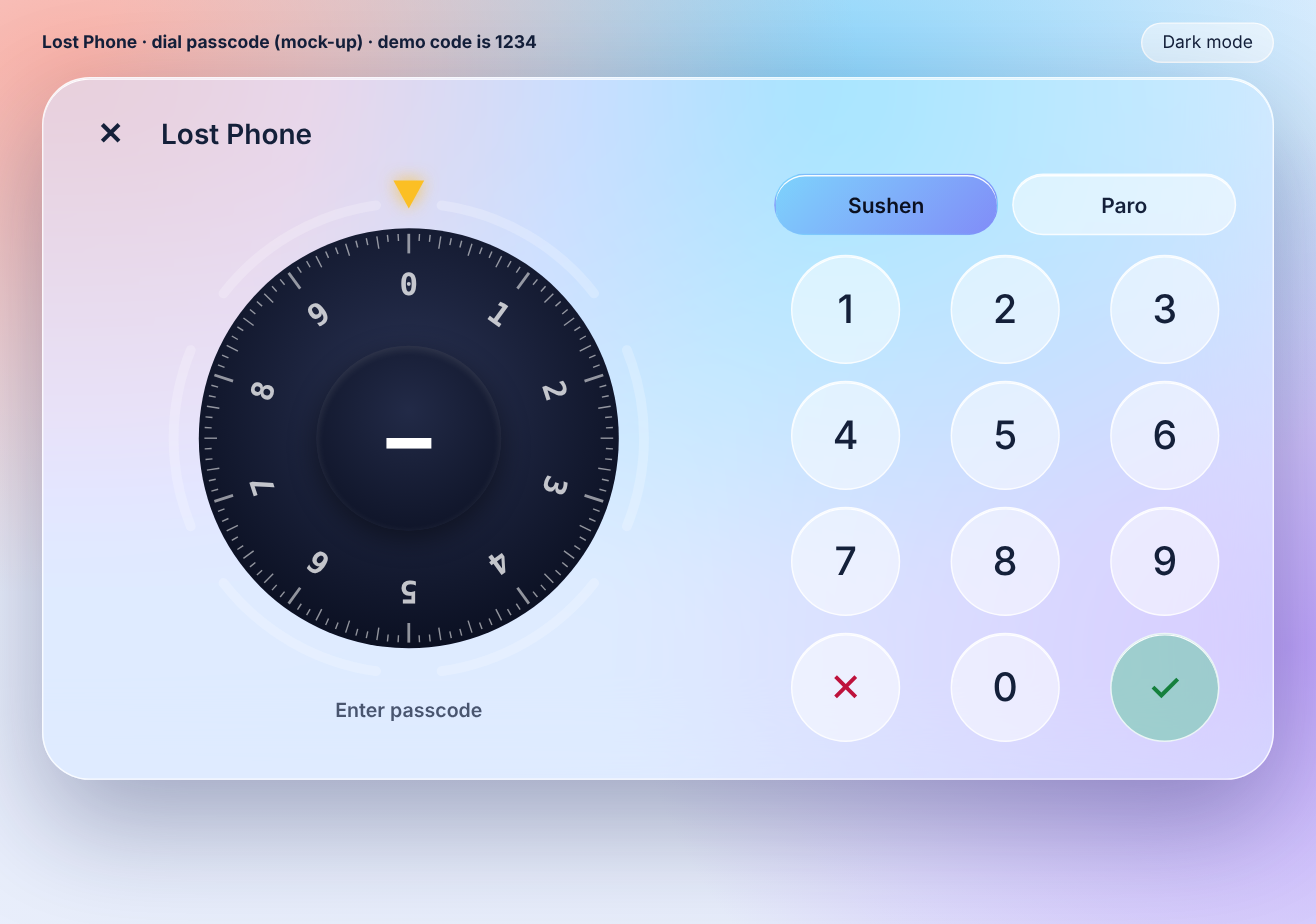 Lost Phone · dial passcode (mock-up) · demo code is 1234
Dark mode
✕ Lost Phone
Sushen
Paro
0
1
2
3
4
5
6
7
8
9
–
Enter passcode
1 2 3
4 5 6
7 8 9
✕ 0 ✓